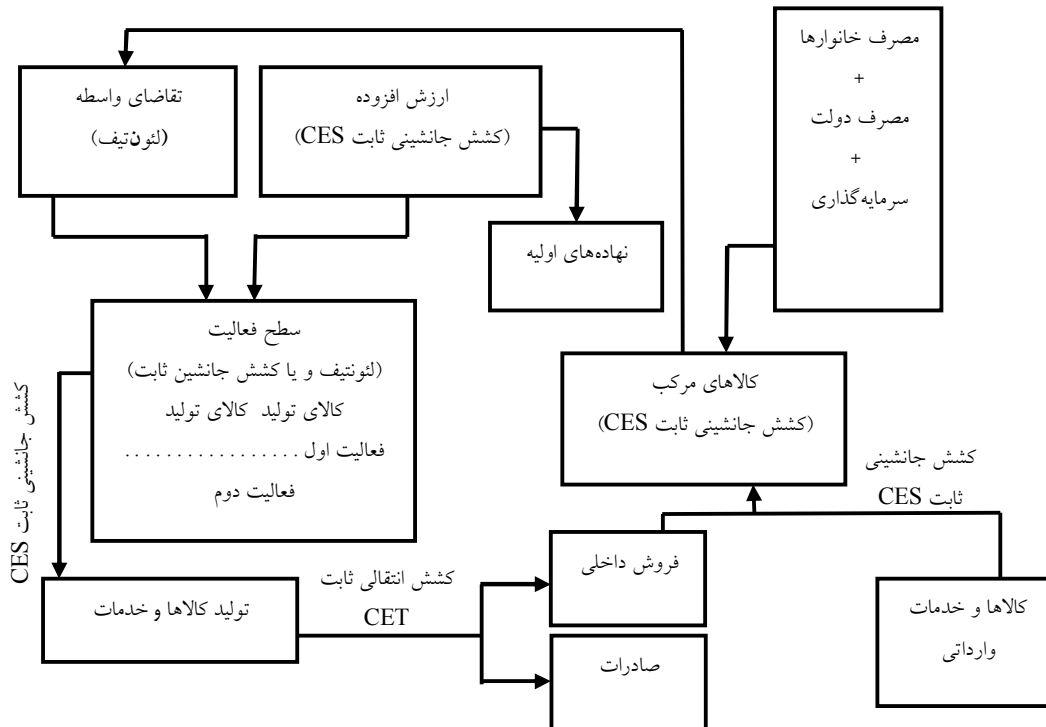 مصرف خانوارها
+
مصرف دولت
+
سرمایه‌گذاری
ارزش افزوده
(کشش جانشینی ثابت CES)
تقاضای واسطه
(لئونتیف)
نهاده‌های اولیه
سطح فعالیت
(لئونتیف و یا کشش جانشین ثابت)
کالای تولید کالای تولید
فعالیت اول .................
فعالیت دوم
کالاهای مرکب
(کشش جانشینی ثابت CES)
کشش جانشینی
ثابت CES
کشش جانشینی ثابت CES
فروش داخلی
کشش انتقالی ثابت
CET
تولید کالاها و خدمات
کالاها و خدمات
وارداتی
صادرات